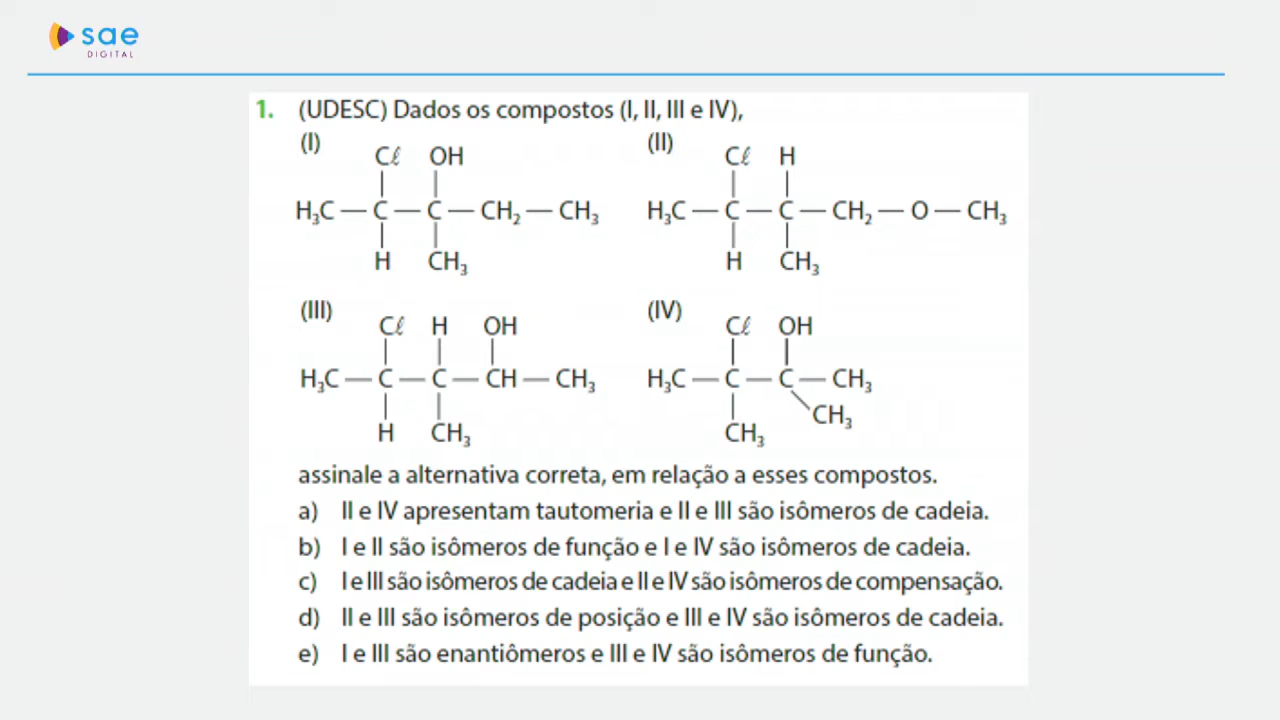 sae
DIGITAL
1. (UDESC) Dados os compostos (I, II, III e IV),
(I)
Cℓ OH
H₃C — C — C — CH₂ — CH₃
H CH₃
(II)
Cℓ H
H₃C — C — C — CH₂ — O — CH₃
H CH₃
(III)
Cℓ H OH
H₃C — C — C — CH — CH₃
H CH₃
(IV)
Cℓ OH
H₃C — C — C — CH₃
CH₃
CH₃
assinale a alternativa correta, em relação a esses compostos.
a) II e IV apresentam tautomeria e II e III são isômeros de cadeia.
b) I e II são isômeros de função e I e IV são isômeros de cadeia.
c) I e III são isômeros de cadeia e II e IV são isômeros de compensação.
d) II e III são isômeros de posição e III e IV são isômeros de cadeia.
e) I e III são enantiômeros e III e IV são isômeros de função.